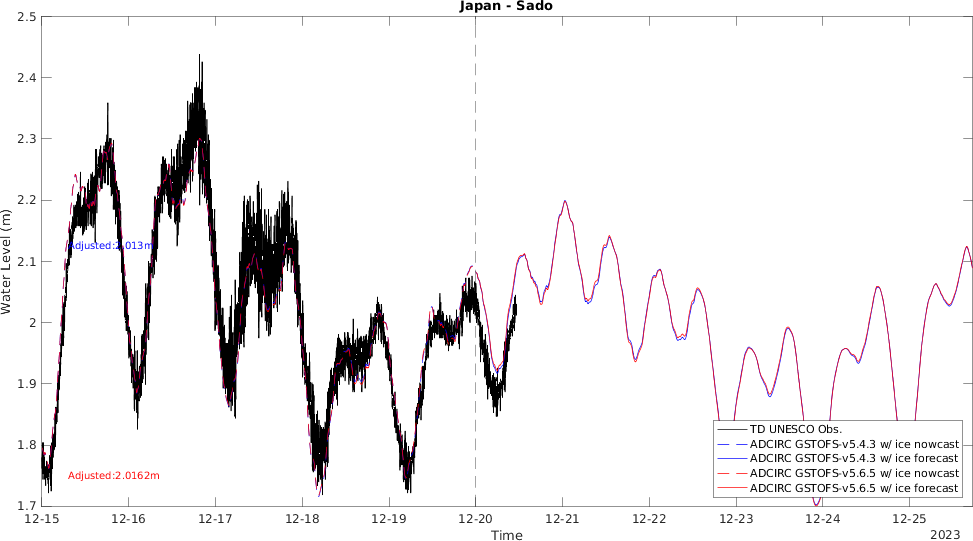 Japan - Sado
Water Level (m)
2.5
2.4
2.3
2.2
2.1
2
1.9
1.8
1.7
Adjusted:2.013m
Adjusted:2.0162m
TD UNESCO Obs.
ADCIRC GSTOFS-v5.4.3 w/ ice nowcast
ADCIRC GSTOFS-v5.4.3 w/ ice forecast
ADCIRC GSTOFS-v5.6.5 w/ ice nowcast
ADCIRC GSTOFS-v5.6.5 w/ ice forecast
12-15 12-16 12-17 12-18 12-19 12-20 12-21 12-22 12-23 12-24 12-25
Time
2023